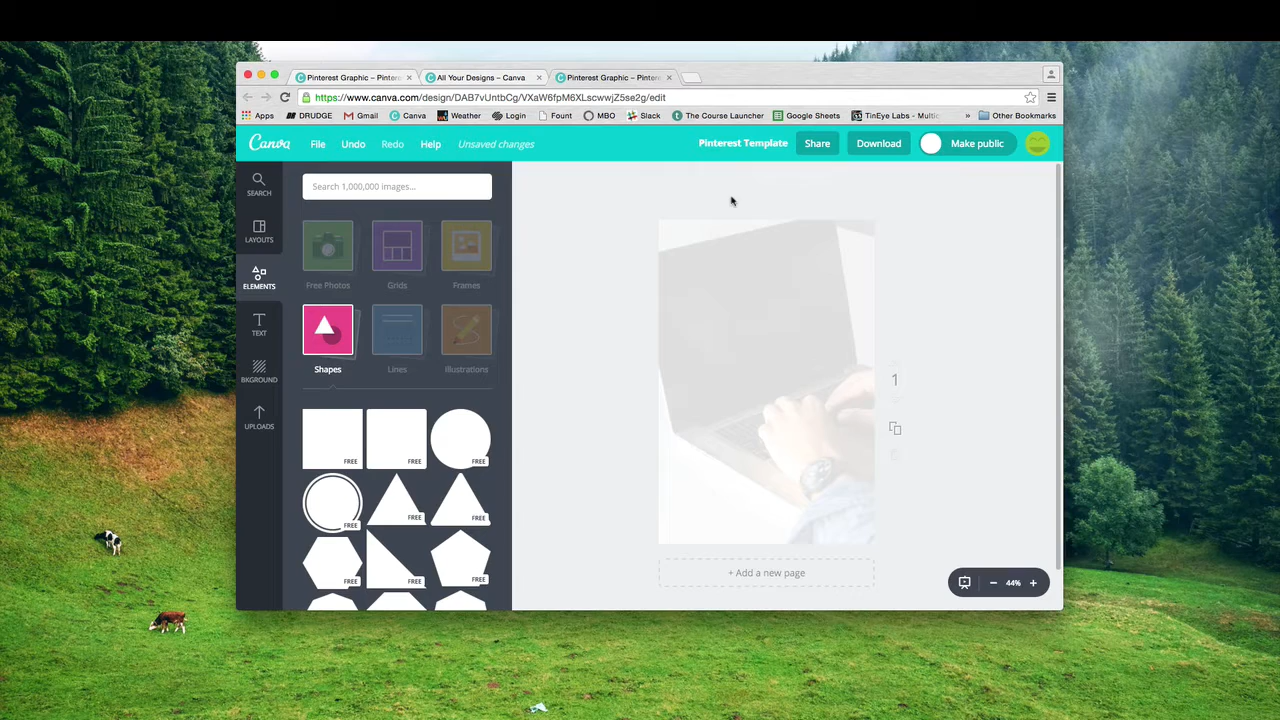 Pinterest Graphic – Pintere
All Your Designs – Canva
Pinterest Graphic – Pintere
https://www.canva.com/design/DAB7vUntbCg/VXaW6fpM6XLscwwjZ5se2g/edit
Apps DRUDGE Gmail Canva Weather Login Fount MBO Slack The Course Launcher Google Sheets TinEye Labs - Multic » Other Bookmarks
Canva File Undo Redo Help Unsaved changes Pinterest Template Share Download Make public
SEARCH
LAYOUTS
ELEMENTS
TEXT
BKGROUND
UPLOADS
Search 1,000,000 images...
Free Photos Grids Frames
Shapes Lines Illustrations
FREE FREE FREE
FREE FREE FREE
FREE FREE FREE
1
+ Add a new page
44%